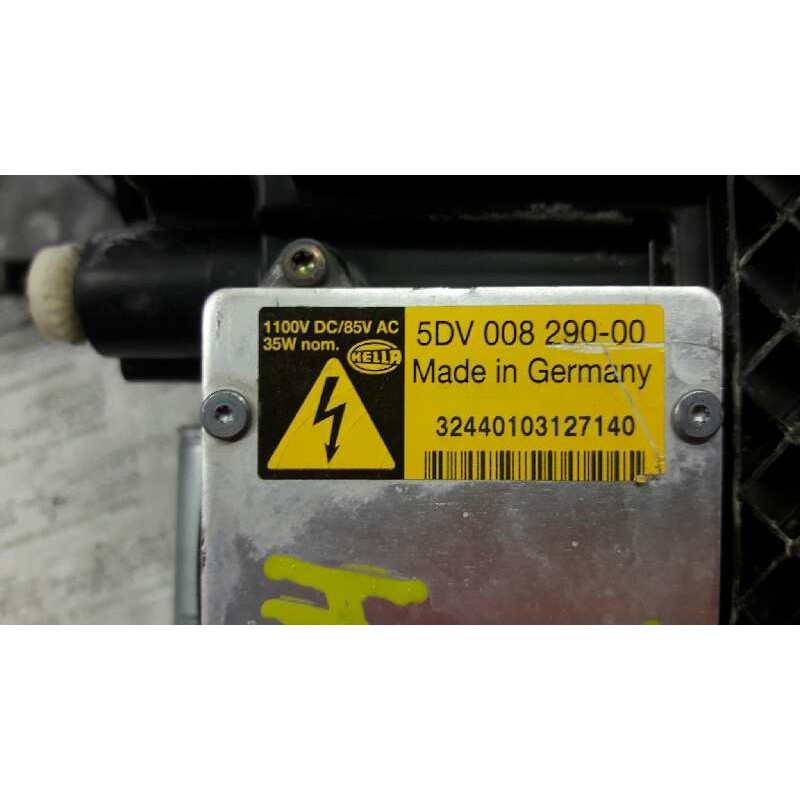 1100V DC/85V AC
35W nom.
HELLA
5DV 008 290-00
Made in Germany
32440103127140